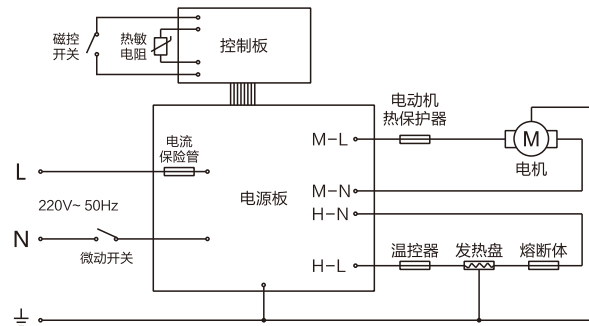 磁控
开关
热敏
电阻
控制板
电动机
热保护器
电流
保险管
M-L
M
电机
L
220V~ 50Hz
电源板
M-N
H-N
N
微动开关
H-L
温控器
发热盘
熔断体